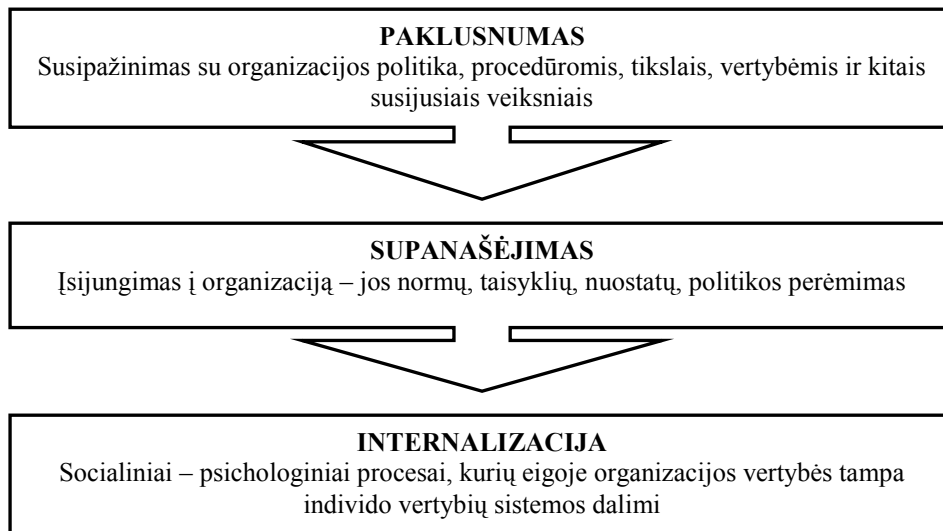 PAKLUSNUMAS
Susipažinimas su organizacijos politika, procedūromis, tikslais, vertybėmis ir kitais
susijusiais veiksniais
SUPANAŠĖJIMAS
Įsijungimas į organizaciją – jos normų, taisyklių, nuostatų, politikos perėmimas
INTERNALIZACIJA
Socialiniai – psichologiniai procesai, kurių eigoje organizacijos vertybės tampa
individo vertybių sistemos dalimi